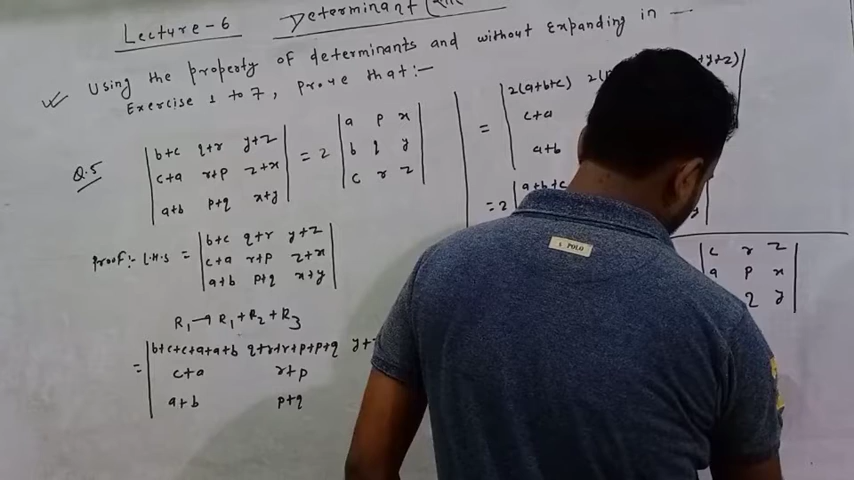 Lecture-6 Determinant
Using the property of determinants and without expanding in —
Exercise 1 to 7, prove that:—
Q.5
b+c q+r y+z
c+a r+p z+x
a+b p+q x+y
= 2
a p x
b q y
c r z
Proof:- L.H.S =
b+c q+r y+z
c+a r+p z+x
a+b p+q x+y
R1→R1+R2+R3
= b+c+c+a+a+b q+r+r+p+p+q
c+a r+p
a+b p+q
= 2(a+b+c)
c+a
a+b
= 2 a+b+c
c r z
a p x
q y
S POLO